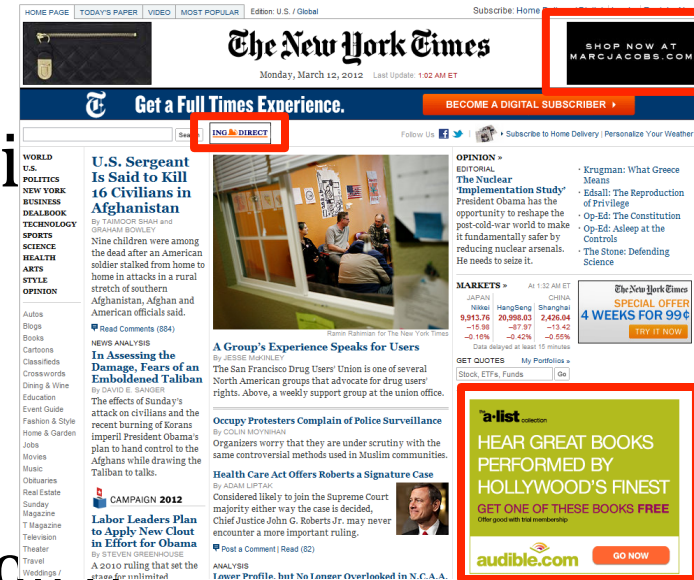 HOME PAGE TODAY'S PAPER VIDEO MOST POPULAR Edition: U.S. / Global
Subscribe: Home
The New York Times
Monday, March 12, 2012 Last Update: 1:02 AM ET
SHOP NOW AT
MARCJACOBS.COM
Get a Full Times Experience.
BECOME A DIGITAL SUBSCRIBER
ING DIRECT
Follow Us
Subscribe to Home Delivery | Personalize Your Weather
WORLD
U.S.
POLITICS
NEW YORK
BUSINESS
DEALBOOK
TECHNOLOGY
SPORTS
SCIENCE
HEALTH
ARTS
STYLE
OPINION
Autos
Blogs
Books
Cartoons
Classifieds
Crosswords
Dining & Wine
Education
Event Guide
Fashion & Style
Home & Garden
Jobs
Movies
Music
Obituaries
Real Estate
Sunday
Magazine
T Magazine
Television
Theater
Travel
Weddings /
U.S. Sergeant
Is Said to Kill
16 Civilians in
Afghanistan
By TAIMOOR SHAH and
GRAHAM BOWLEY
Nine children were among
the dead after an American
soldier stalked from home to
home in attacks in a rural
stretch of southern
Afghanistan, Afghan and
American officials said.
Read Comments (884)
NEWS ANALYSIS
In Assessing the
Damage, Fears of an
Emboldened Taliban
By DAVID E. SANGER
The effects of Sunday's
attack on civilians and the
recent burning of Korans
imperil President Obama's
plan to hand control to the
Afghans while drawing the
Taliban to talks.
CAMPAIGN 2012
Labor Leaders Plan
to Apply New Clout
in Effort for Obama
By STEVEN GREENHOUSE
A 2010 ruling that set the
stage for unlimited
Ramin Rahimian for The New York Times
A Group's Experience Speaks for Users
By JESSE McKINLEY
The San Francisco Drug Users' Union is one of several
North American groups that advocate for drug users'
rights. Above, a weekly support group at the union office.
Occupy Protesters Complain of Police Surveillance
By COLIN MOYNIHAN
Organizers worry that they are under scrutiny with the
same controversial methods used in Muslim communities.
Health Care Act Offers Roberts a Signature Case
By ADAM LIPTAK
Considered likely to join the Supreme Court
majority either way the case is decided,
Chief Justice John G. Roberts Jr. may never
encounter a more important ruling.
Post a Comment | Read (82)
ANALYSIS
Lower Profile, but No Longer Overlooked in N.C.A.A.
OPINION »
EDITORIAL
The Nuclear
'Implementation Study'
President Obama has the
opportunity to reshape the
post-cold-war world to make
it fundamentally safer by
reducing nuclear arsenals.
He needs to seize it.
· Krugman: What Greece
Means
· Edsall: The Reproduction
of Privilege
· Op-Ed: The Constitution
· Op-Ed: Asleep at the
Controls
· The Stone: Defending
Science
MARKETS » At 1:32 AM ET
JAPAN CHINA
Nikkei HangSeng Shanghai
9,913.76 20,998.03 2,426.04
-15.98 -87.97 -13.42
-0.16% -0.42% -0.55%
Data delayed at least 15 minutes
GET QUOTES My Portfolios »
Stock, ETFs, Funds Go
The New York Times
SPECIAL OFFER
4 WEEKS FOR 99¢
TRY IT NOW
the a·list collection
HEAR GREAT BOOKS
PERFORMED BY
HOLLYWOOD'S FINEST
GET ONE OF THESE BOOKS FREE
Offer good with trial membership
audible.com
GO NOW